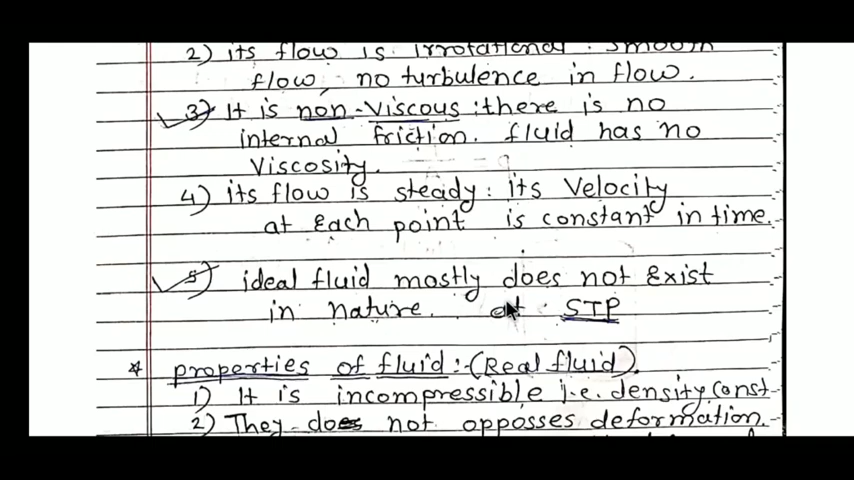 2) its flow is irrotational. Smooth
flow, no turbulence in flow.
3) It is non-Viscous : there is no
internal friction. fluid has no
Viscosity.
4) its flow is steady: its Velocity
at Each point is constant in time.
5) ideal fluid mostly does not Exist
in nature. at STP
* properties of fluid:-(Real fluid).
1) It is incompressible i.e. density const
2) They does not opposses deformation.